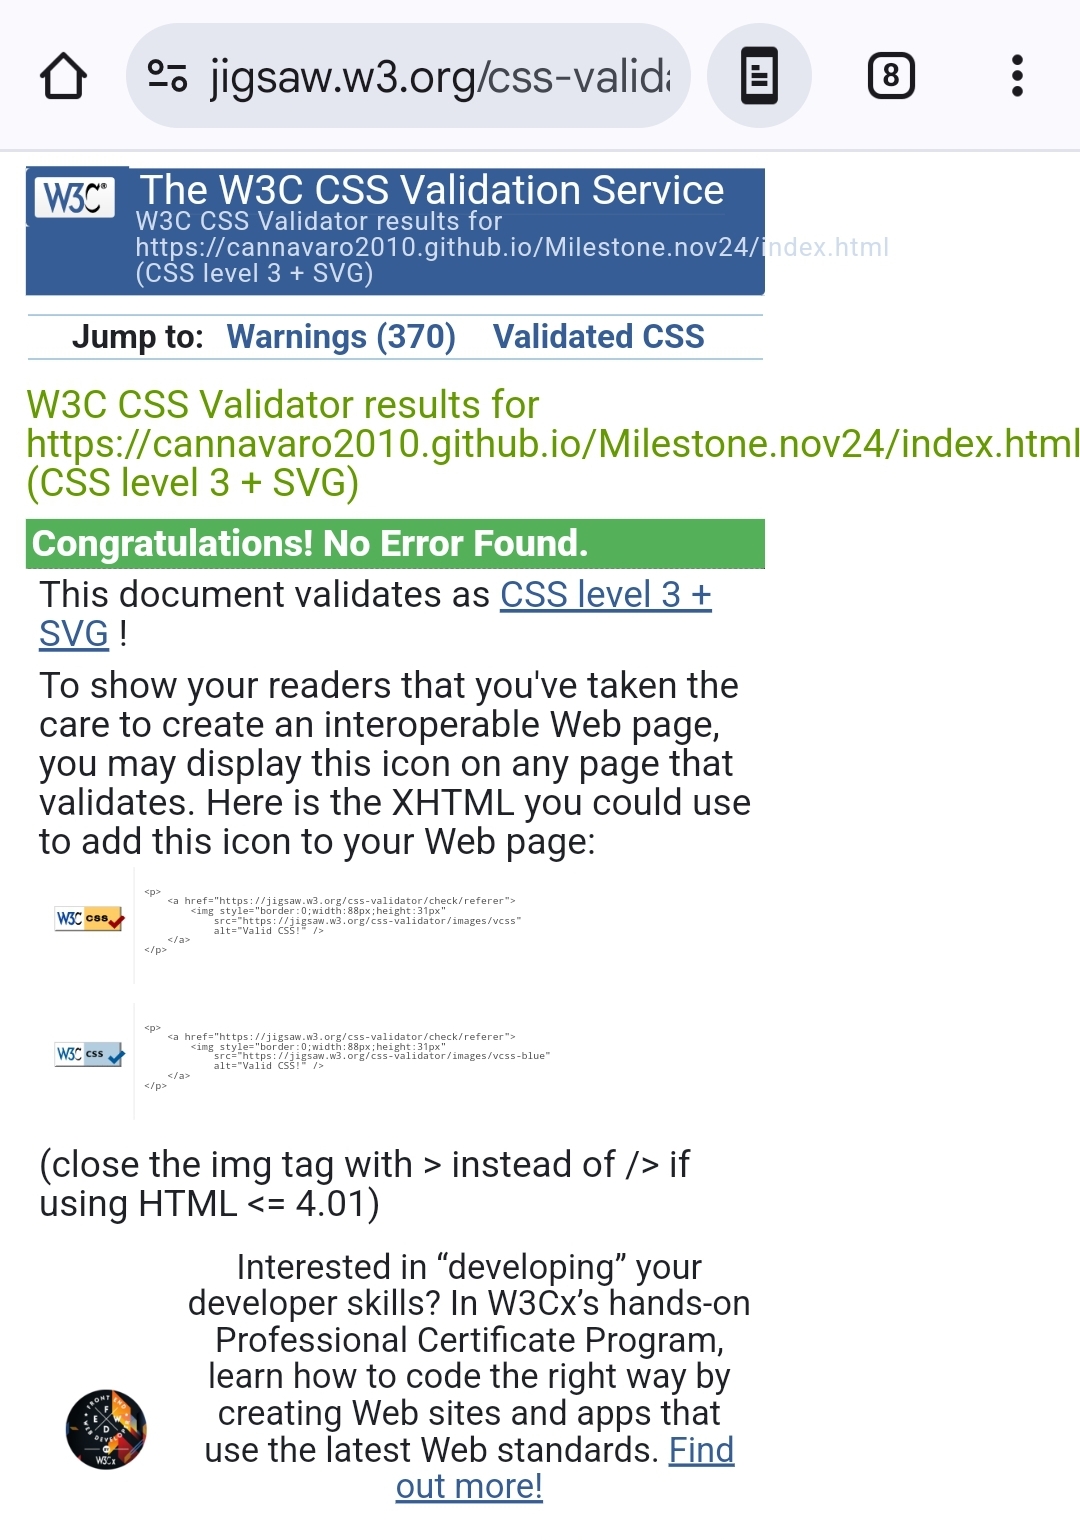 jigsaw.w3.org/css-valid
8
W3C
The W3C CSS Validation Service
W3C CSS Validator results for
https://cannavaro2010.github.io/Milestone.nov24/index.html
(CSS level 3 + SVG)
Jump to: Warnings (370) Validated CSS
W3C CSS Validator results for
https://cannavaro2010.github.io/Milestone.nov24/index.html
(CSS level 3 + SVG)
Congratulations! No Error Found.
This document validates as CSS level 3 +
SVG !
To show your readers that you've taken the
care to create an interoperable Web page,
you may display this icon on any page that
validates. Here is the XHTML you could use
to add this icon to your Web page:
W3C css
<p>
<a href="https://jigsaw.w3.org/css-validator/check/referer">
<img style="border:0;width:88px;height:31px"
src="https://jigsaw.w3.org/css-validator/images/vcss"
alt="Valid CSS!" />
</a>
</p>
W3C css
<p>
<a href="https://jigsaw.w3.org/css-validator/check/referer">
<img style="border:0;width:88px;height:31px"
src="https://jigsaw.w3.org/css-validator/images/vcss-blue"
alt="Valid CSS!" />
</a>
</p>
(close the img tag with > instead of /> if
using HTML <= 4.01)
Interested in “developing” your
developer skills? In W3Cx’s hands-on
Professional Certificate Program,
learn how to code the right way by
creating Web sites and apps that
use the latest Web standards. Find
out more!
W3Cx